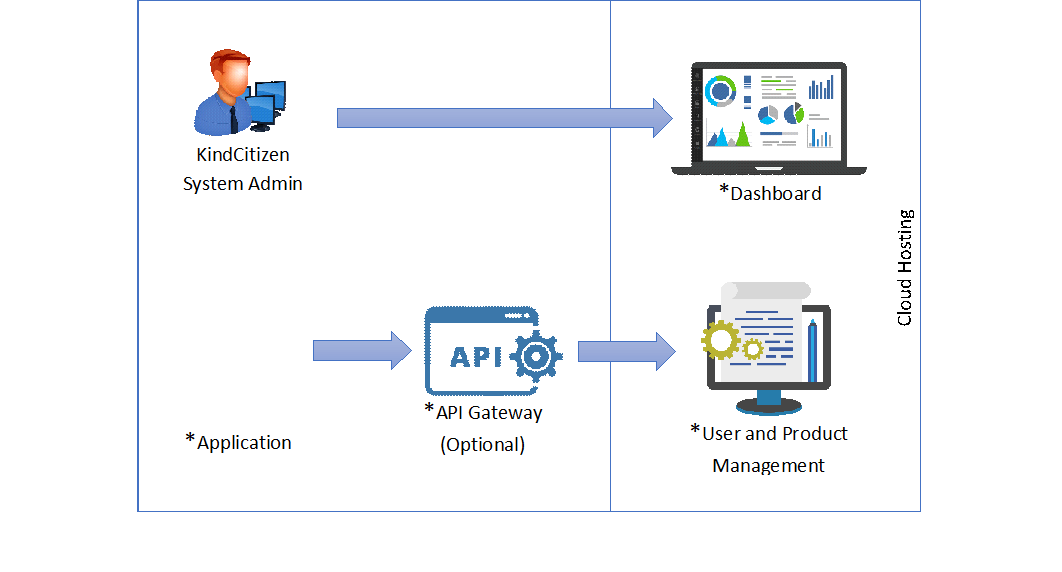 KindCitizen
System Admin
*Dashboard
Cloud Hosting
API
*API Gateway
(Optional)
*Application
*User and Product
Management